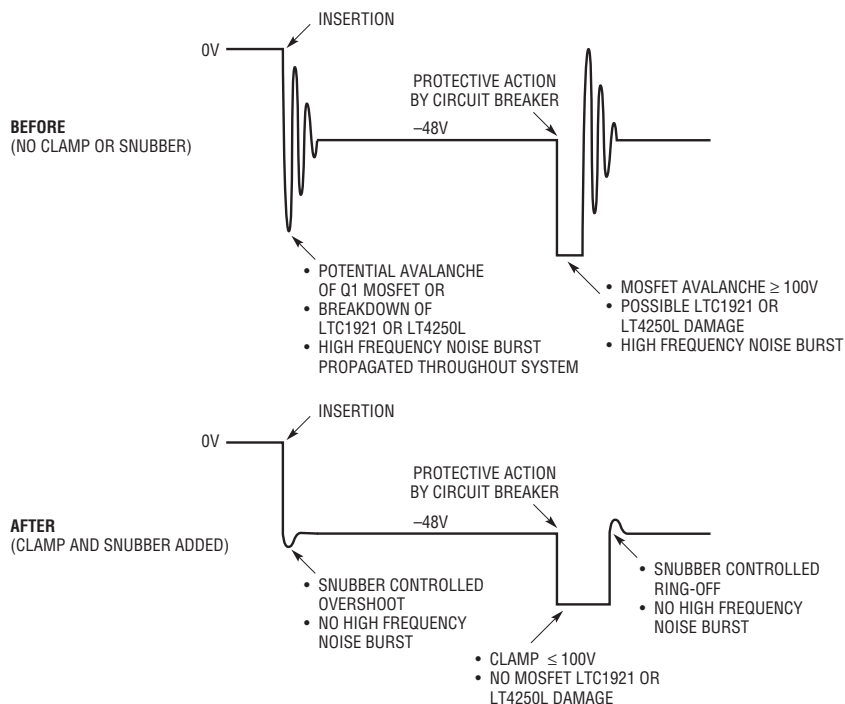 INSERTION
0V
PROTECTIVE ACTION
BY CIRCUIT BREAKER
BEFORE
(NO CLAMP OR SNUBBER)
–48V
• POTENTIAL AVALANCHE
OF Q1 MOSFET OR
• BREAKDOWN OF
LTC1921 OR LT4250L
• HIGH FREQUENCY NOISE BURST
PROPAGATED THROUGHOUT SYSTEM
• MOSFET AVALANCHE ≥ 100V
• POSSIBLE LTC1921 OR
LT4250L DAMAGE
• HIGH FREQUENCY NOISE BURST
INSERTION
0V
PROTECTIVE ACTION
BY CIRCUIT BREAKER
AFTER
(CLAMP AND SNUBBER ADDED)
–48V
• SNUBBER CONTROLLED
OVERSHOOT
• NO HIGH FREQUENCY
NOISE BURST
• SNUBBER CONTROLLED
RING-OFF
• NO HIGH FREQUENCY
NOISE BURST
• CLAMP ≤ 100V
• NO MOSFET LTC1921 OR
LT4250L DAMAGE